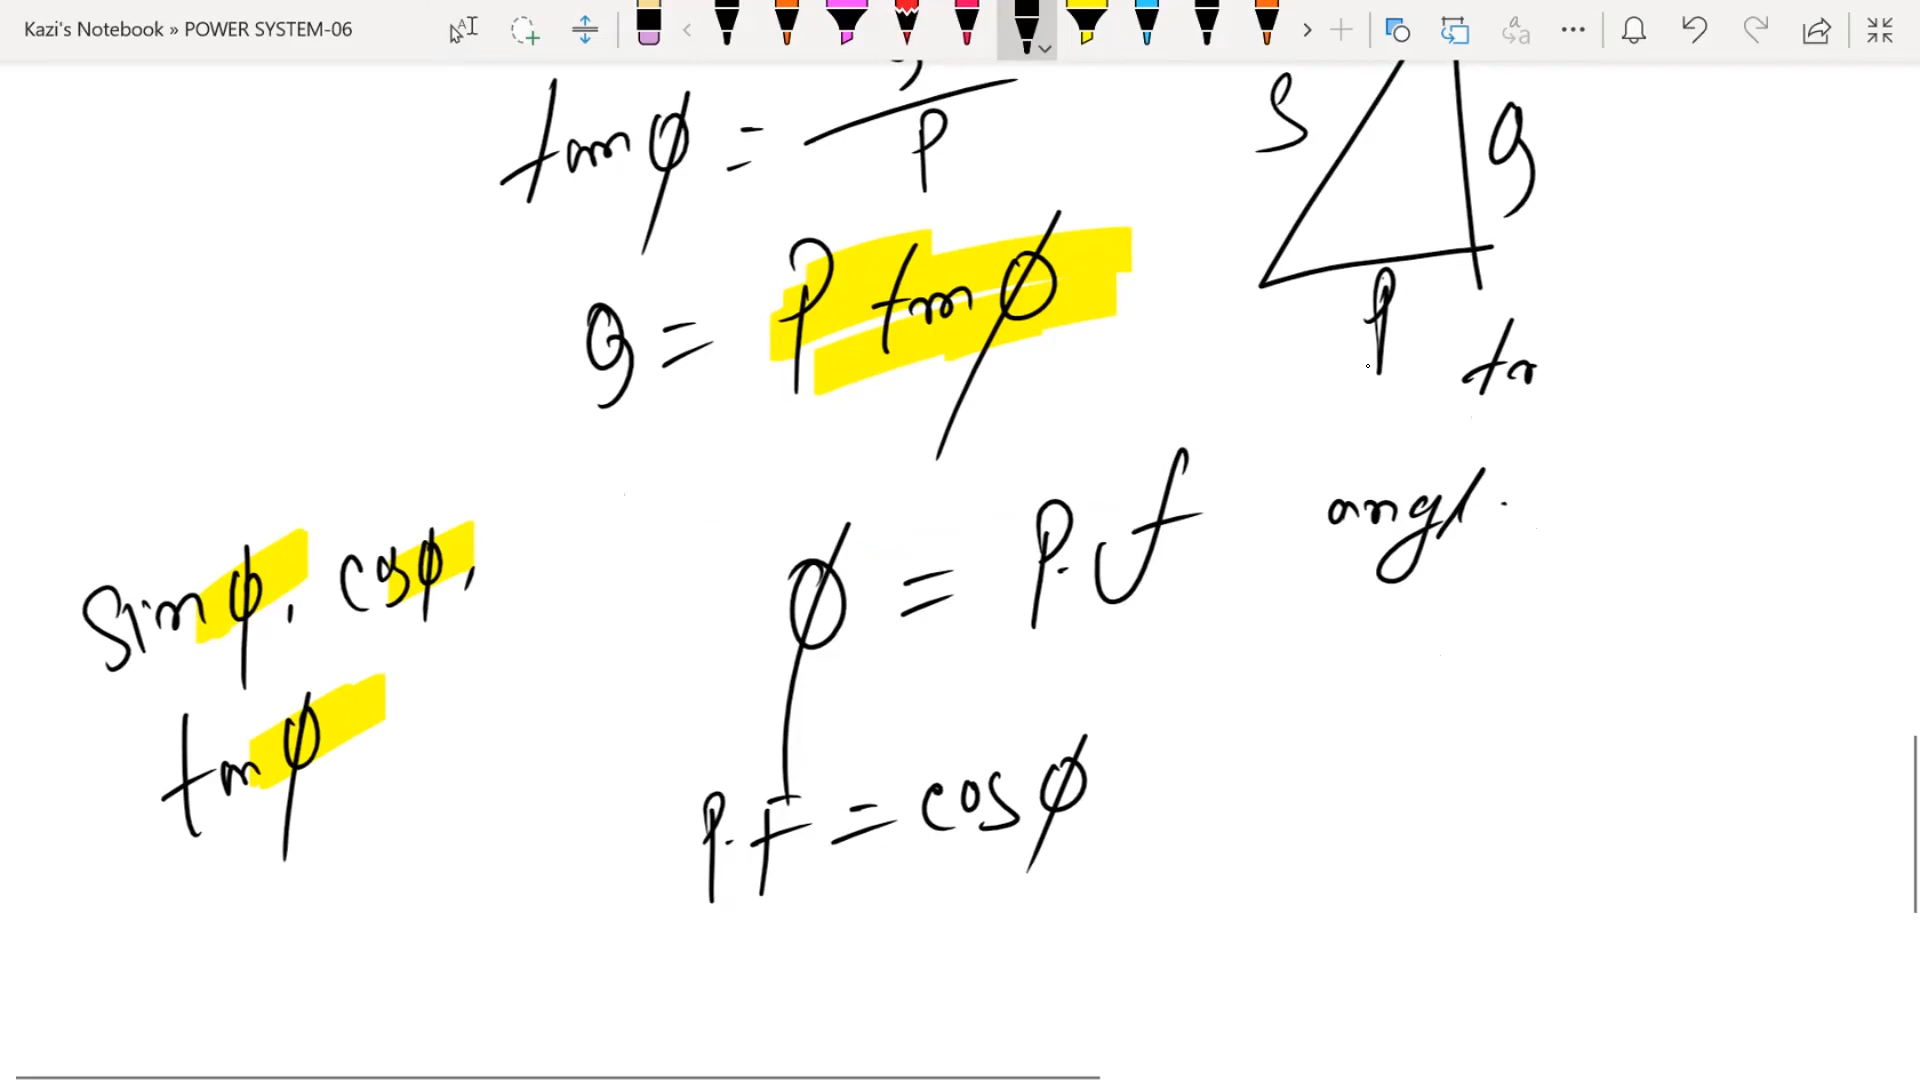 Kazi's Notebook » POWER SYSTEM-06
tan φ = Q / P
S
Q
P
Q = P tan φ
φ = P.f angl.
sin φ, cos φ,
tan φ
P.F = cos φ